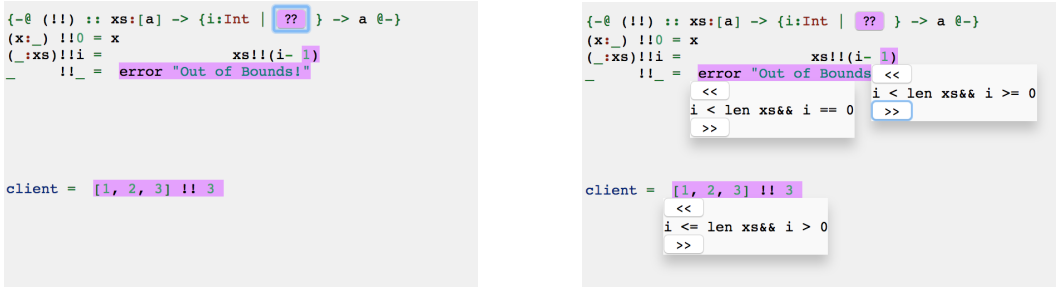 {-@ (!!) :: xs:[a] -> {i:Int | ?? } -> a @-}
(x:_) !!0 = x
(_:xs)!!i = xs!!(i- 1)
_ !!_ = error "Out of Bounds!"
client = [1, 2, 3] !! 3
{-@ (!!) :: xs:[a] -> {i:Int | ?? } -> a @-}
(x:_) !!0 = x
(_:xs)!!i = xs!!(i- 1)
_ !!_ = error "Out of Bounds
<<
i < len xs&& i >= 0
>>
<<
i < len xs&& i == 0
>>
client = [1, 2, 3] !! 3
<<
i <= len xs&& i > 0
>>